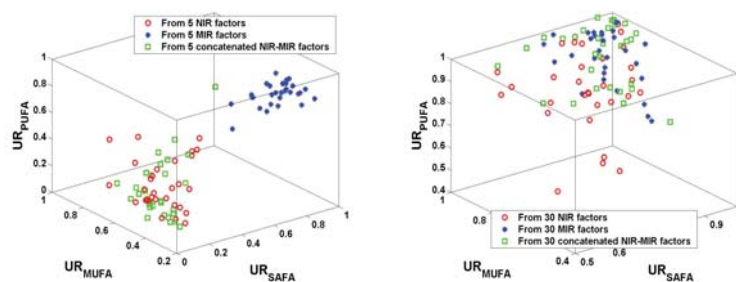 From 5 NIR factors
From 5 MIR factors
From 5 concatenated NIR-MIR factors
1
0.8
0.6
0.4
0.2
0
UR_PUFA
1
0.8
0.6
0.4
0.2
UR_MUFA
0
0.2
0.4
0.6
0.8
1
UR_SAFA
1
0.9
0.8
0.7
0.6
0.5
0.4
UR_PUFA
1
0.8
0.6
0.4
UR_MUFA
0.5
0.6
0.9
UR_SAFA
From 30 NIR factors
From 30 MIR factors
From 30 concatenated NIR-MIR factors